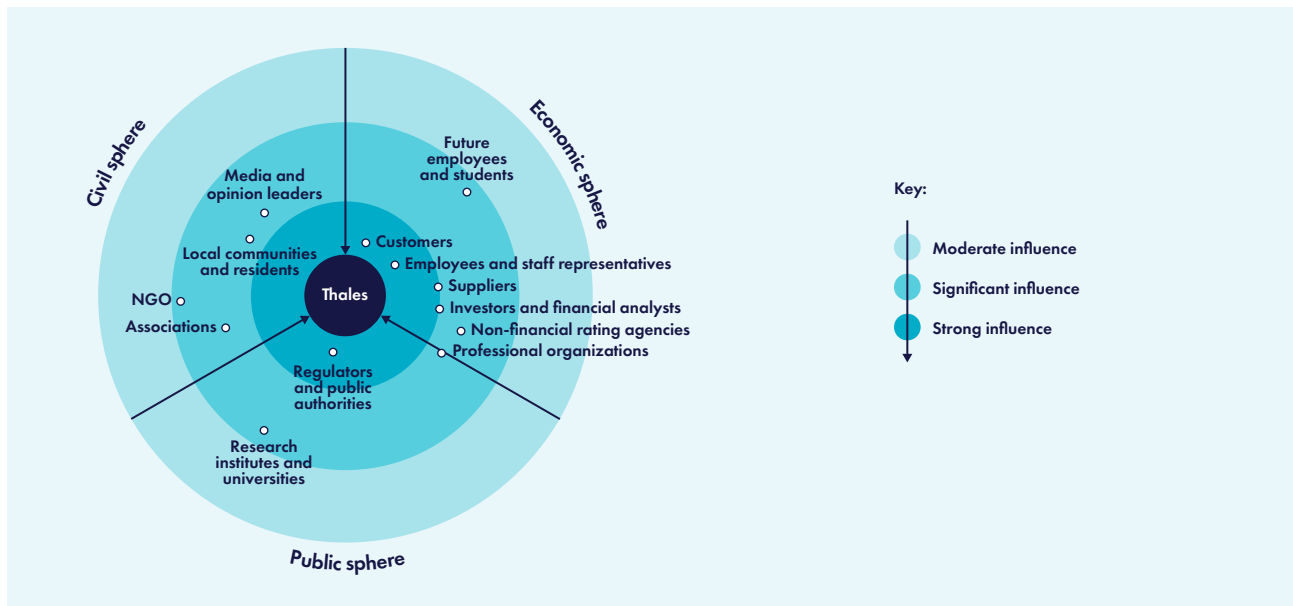 Civil sphere
Economic sphere
Future
employees
and students
Media and
opinion leaders
Customers
Local communities
and residents
Employees and staff representatives
Suppliers
Thales
NGO
Investors and financial analysts
Associations
Non-financial rating agencies
Professional organizations
Regulators
and public
authorities
Research
institutes and
universities
Public sphere
Key:
Moderate influence
Significant influence
Strong influence